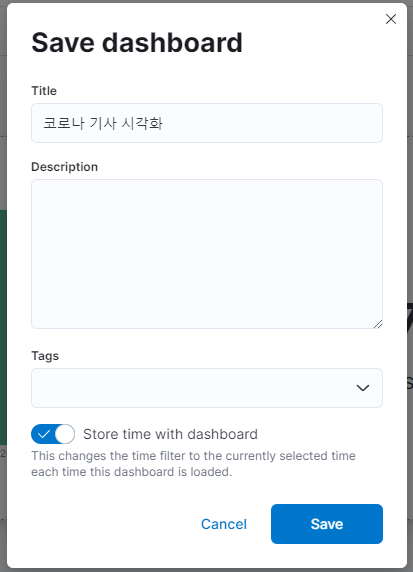 Save dashboard
Title
코로나 기사 시각화
Description
Tags
Store time with dashboard
This changes the time filter to the currently selected time
each time this dashboard is loaded.
Cancel
Save